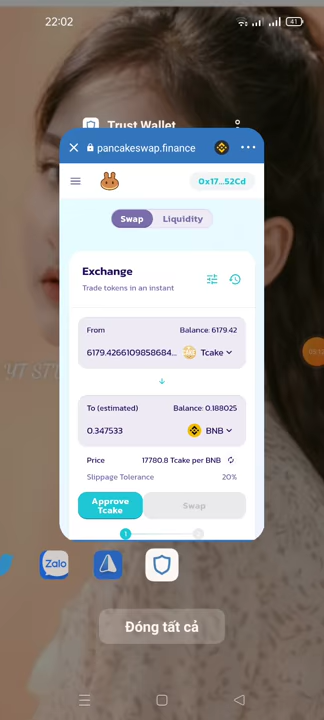 22:02
41
Trust Wallet
pancakeswap.finance
0x17...52Cd
Swap
Liquidity
Exchange
Trade tokens in an instant
From
Balance: 6179.42
6179.4266109858684...
Tcake
To (estimated)
Balance: 0.188025
0.347533
BNB
Price
17780.8 Tcake per BNB
Slippage Tolerance
20%
Approve
Tcake
Swap
1
Zalo
Đóng tất cả